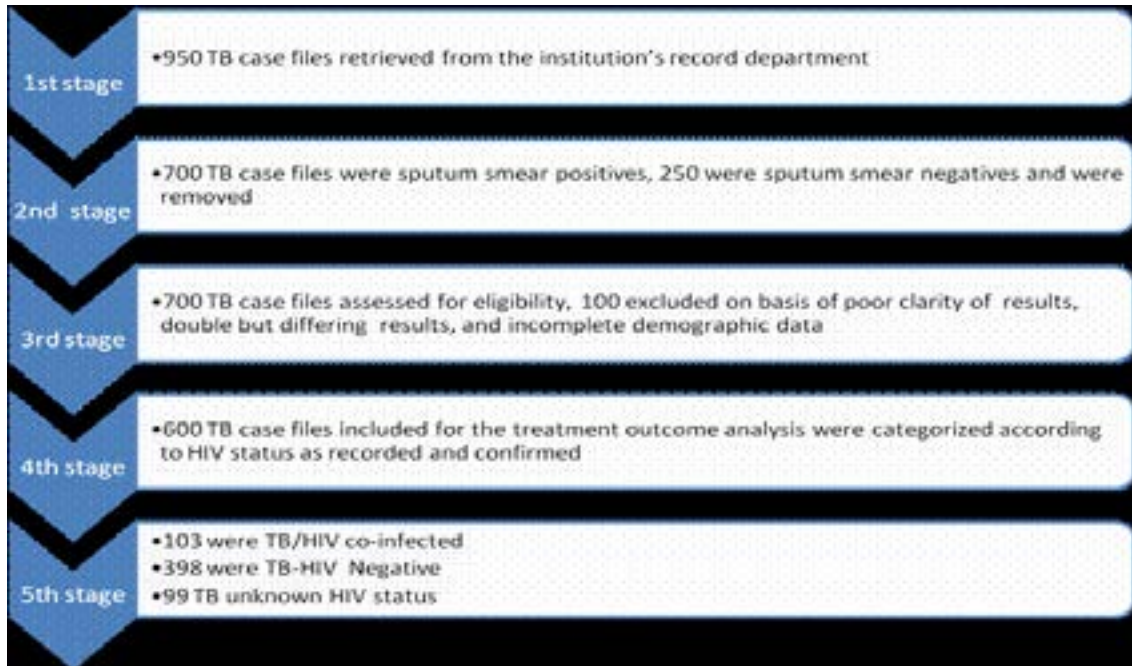 1st stage
•950 TB case files retrieved from the institution's record department
2nd stage
•700 TB case files were sputum smear positives, 250 were sputum smear negatives and were
removed
3rd stage
•700 TB case files assessed for eligibility, 100 excluded on basis of poor clarity of results,
double but differing results, and incomplete demographic data
4th stage
•600 TB case files included for the treatment outcome analysis were categorized according
to HIV status as recorded and confirmed
5th stage
•103 were TB/HIV co-infected
•398 were TB-HIV Negative
•99 TB unknown HIV status